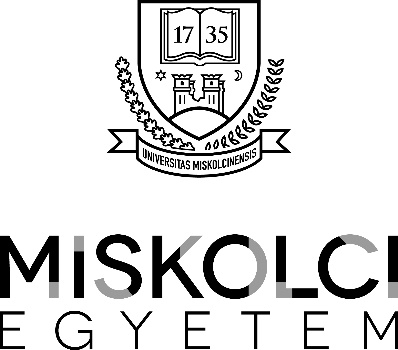 17 35
UNIVERSITAS MISKOLCINENSIS
MISKOLCI
EGYETEM